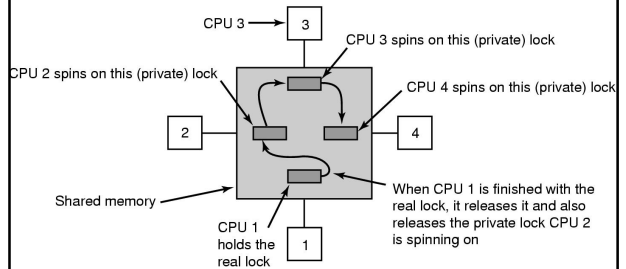 CPU 3
3
CPU 3 spins on this (private) lock
CPU 2 spins on this (private) lock
CPU 4 spins on this (private) lock
2
4
Shared memory
When CPU 1 is finished with the
real lock, it releases it and also
releases the private lock CPU 2
is spinning on
CPU 1
holds the
real lock
1